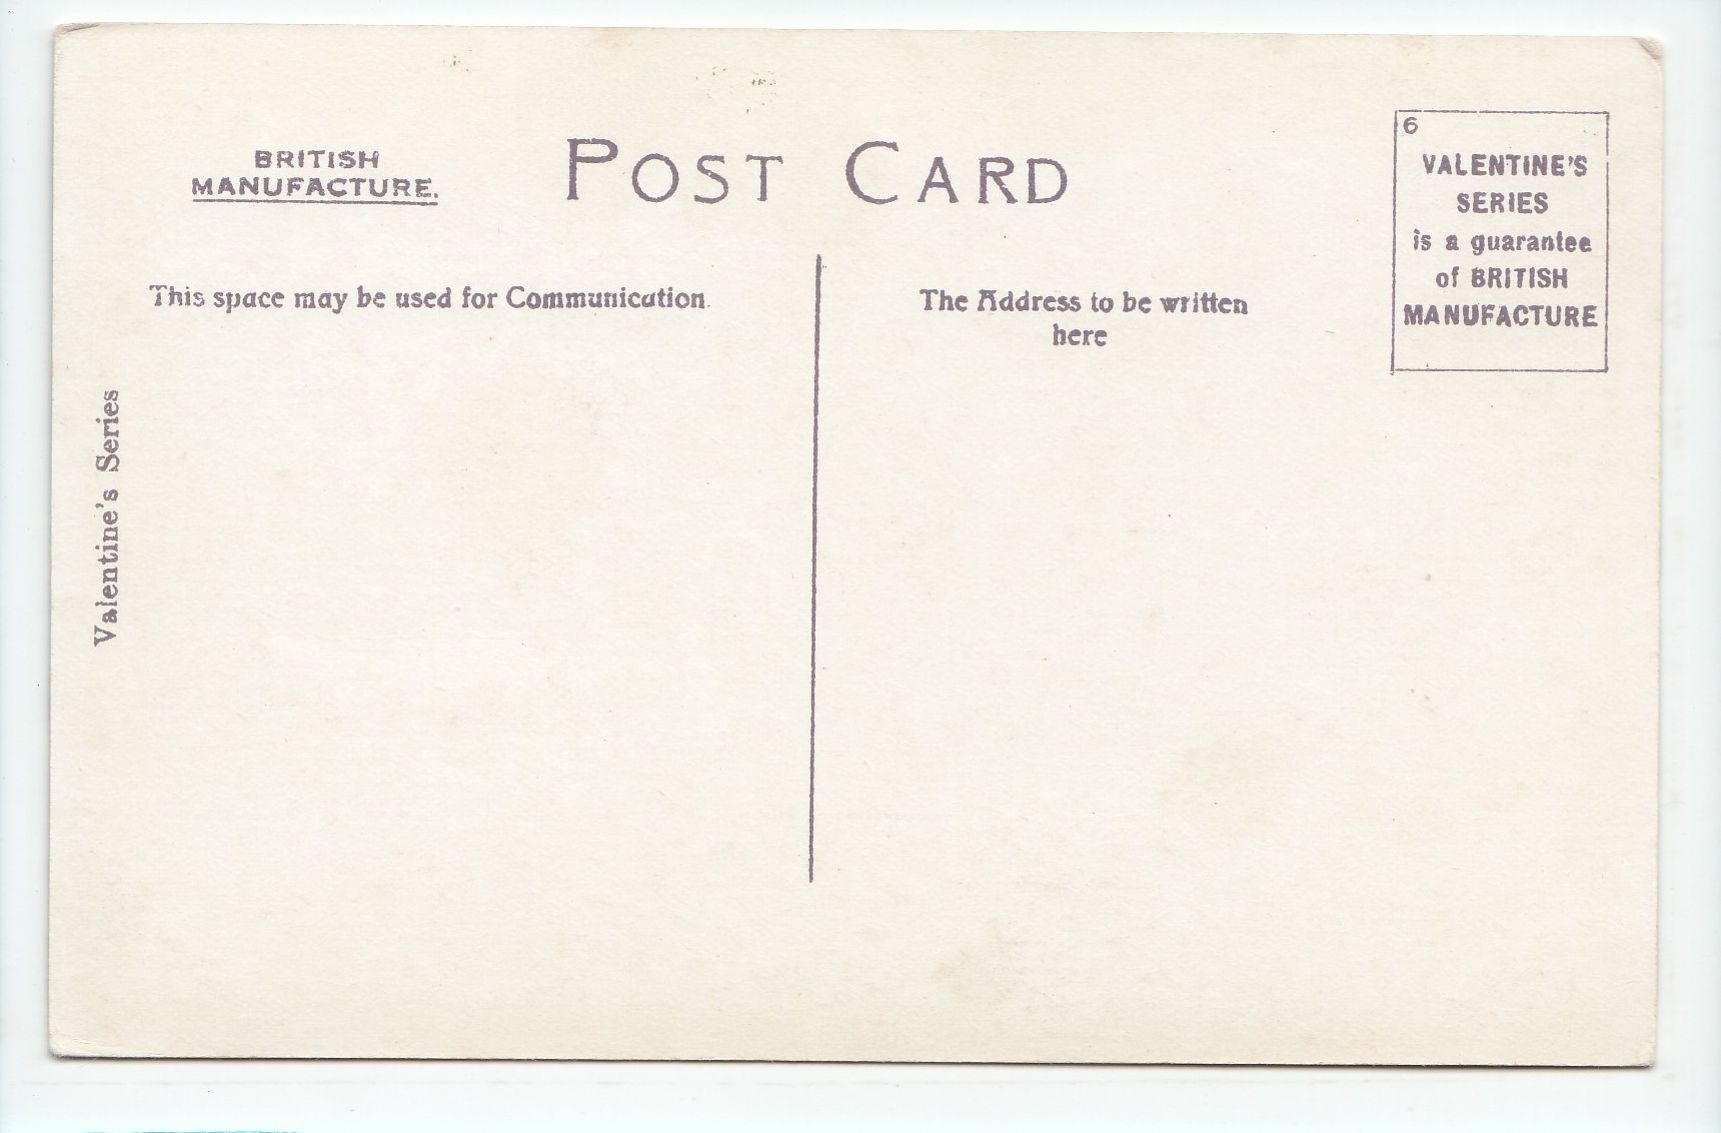 BRITISH
MANUFACTURE.
POST CARD
6
VALENTINE'S
SERIES
is a guarantee
of BRITISH
MANUFACTURE
This space may be used for Communication.
The Address to be written
here
Valentine's Series